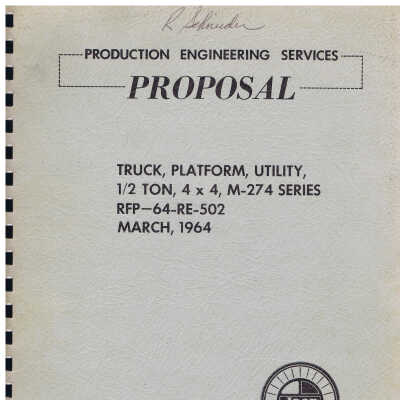 R Schrieder
PRODUCTION ENGINEERING SERVICES
PROPOSAL
TRUCK, PLATFORM, UTILITY,
1/2 TON, 4 x 4, M-274 SERIES
RFP—64-RE-502
MARCH, 1964